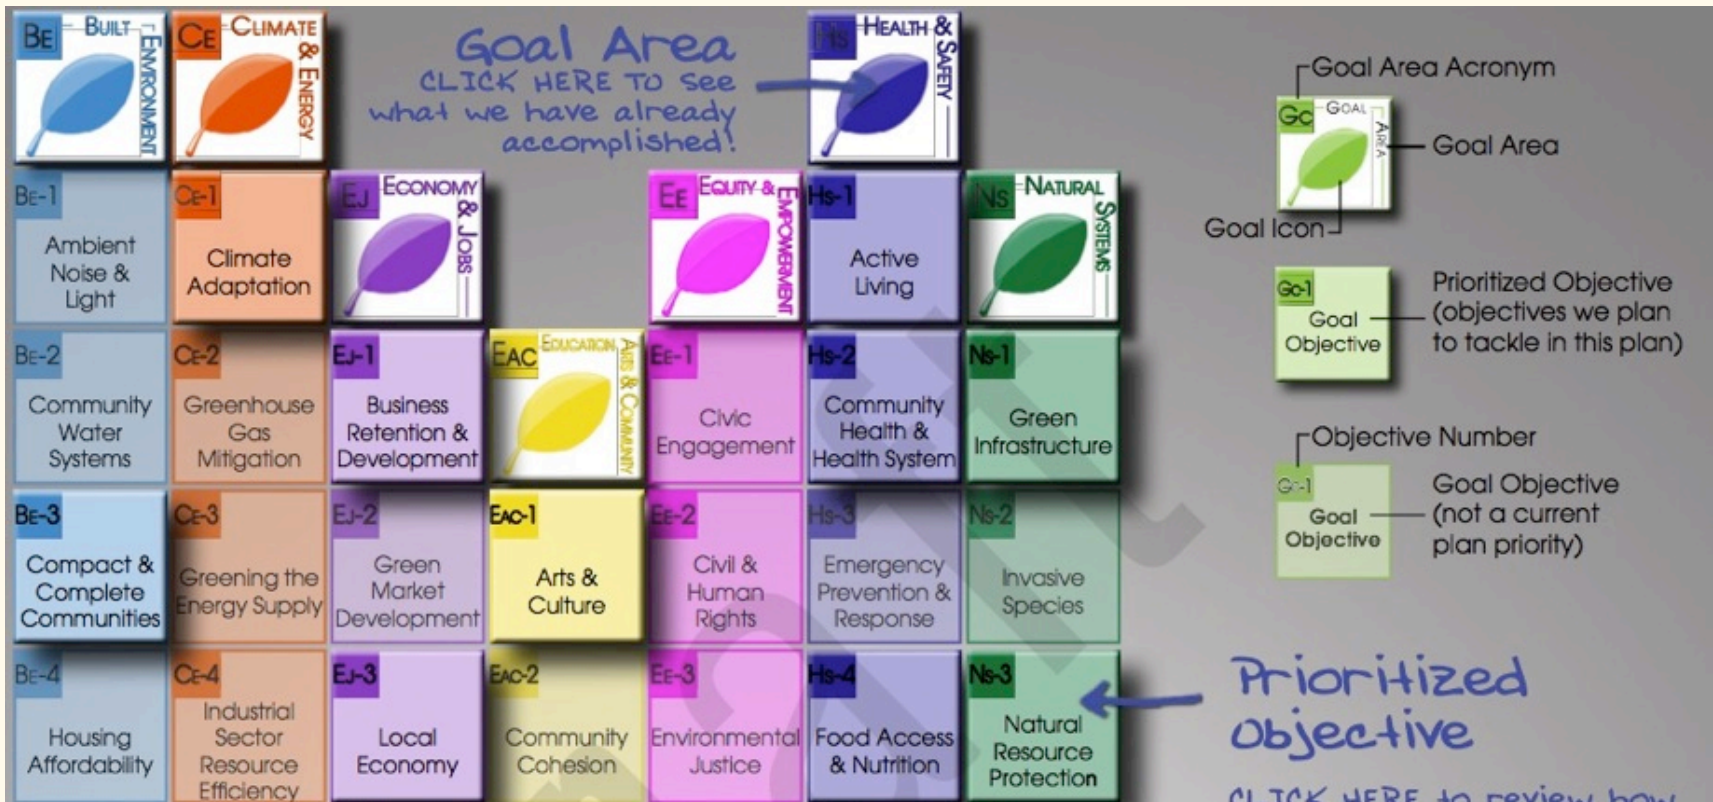 BE BUILT ENVIRONMENT
CE CLIMATE & ENERGY
Goal Area
CLICK HERE TO see
what we have already
accomplished!
HS HEALTH & SAFETY
BE-1
Ambient
Noise &
Light
CE-1
Climate
Adaptation
EJ ECONOMY & JOBS
EE EQUITY & EMPOWERMENT
HS-1
Active
Living
NS NATURAL SYSTEMS
BE-2
Community
Water
Systems
CE-2
Greenhouse
Gas
Mitigation
EJ-1
Business
Retention &
Development
EAC EDUCATION ARTS & COMMUNITY
EE-1
Civic
Engagement
HS-2
Community
Health &
Health System
NS-1
Green
Infrastructure
BE-3
Compact &
Complete
Communities
CE-3
Greening the
Energy Supply
EJ-2
Green
Market
Development
EAC-1
Arts &
Culture
EE-2
Civil &
Human
Rights
HS-3
Emergency
Prevention &
Response
NS-2
Invasive
Species
BE-4
Housing
Affordability
CE-4
Industrial
Sector
Resource
Efficiency
EJ-3
Local
Economy
EAC-2
Community
Cohesion
EE-3
Environmental
Justice
HS-4
Food Access
& Nutrition
NS-3
Natural
Resource
Protection
Goal Area Acronym
GC GOAL AREA
Goal Area
Goal Icon
GC-1
Goal
Objective
Prioritized Objective
(objectives we plan
to tackle in this plan)
Objective Number
GC-1
Goal
Objective
Goal Objective
(not a current
plan priority)
Prioritized
Objective
CLICK HERE to review how